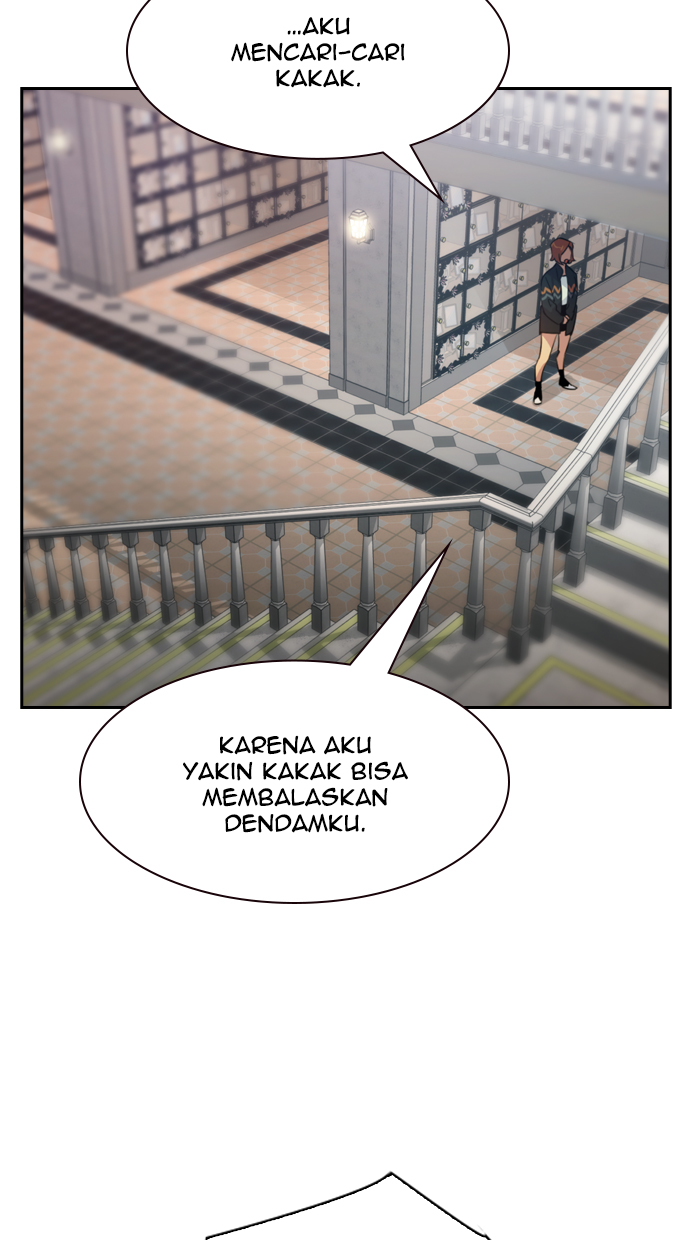 ...AKU
MENCARI-CARI
KAKAK.
KARENA AKU
YAKIN KAKAK BISA
MEMBALASKAN
DENDAMKU.